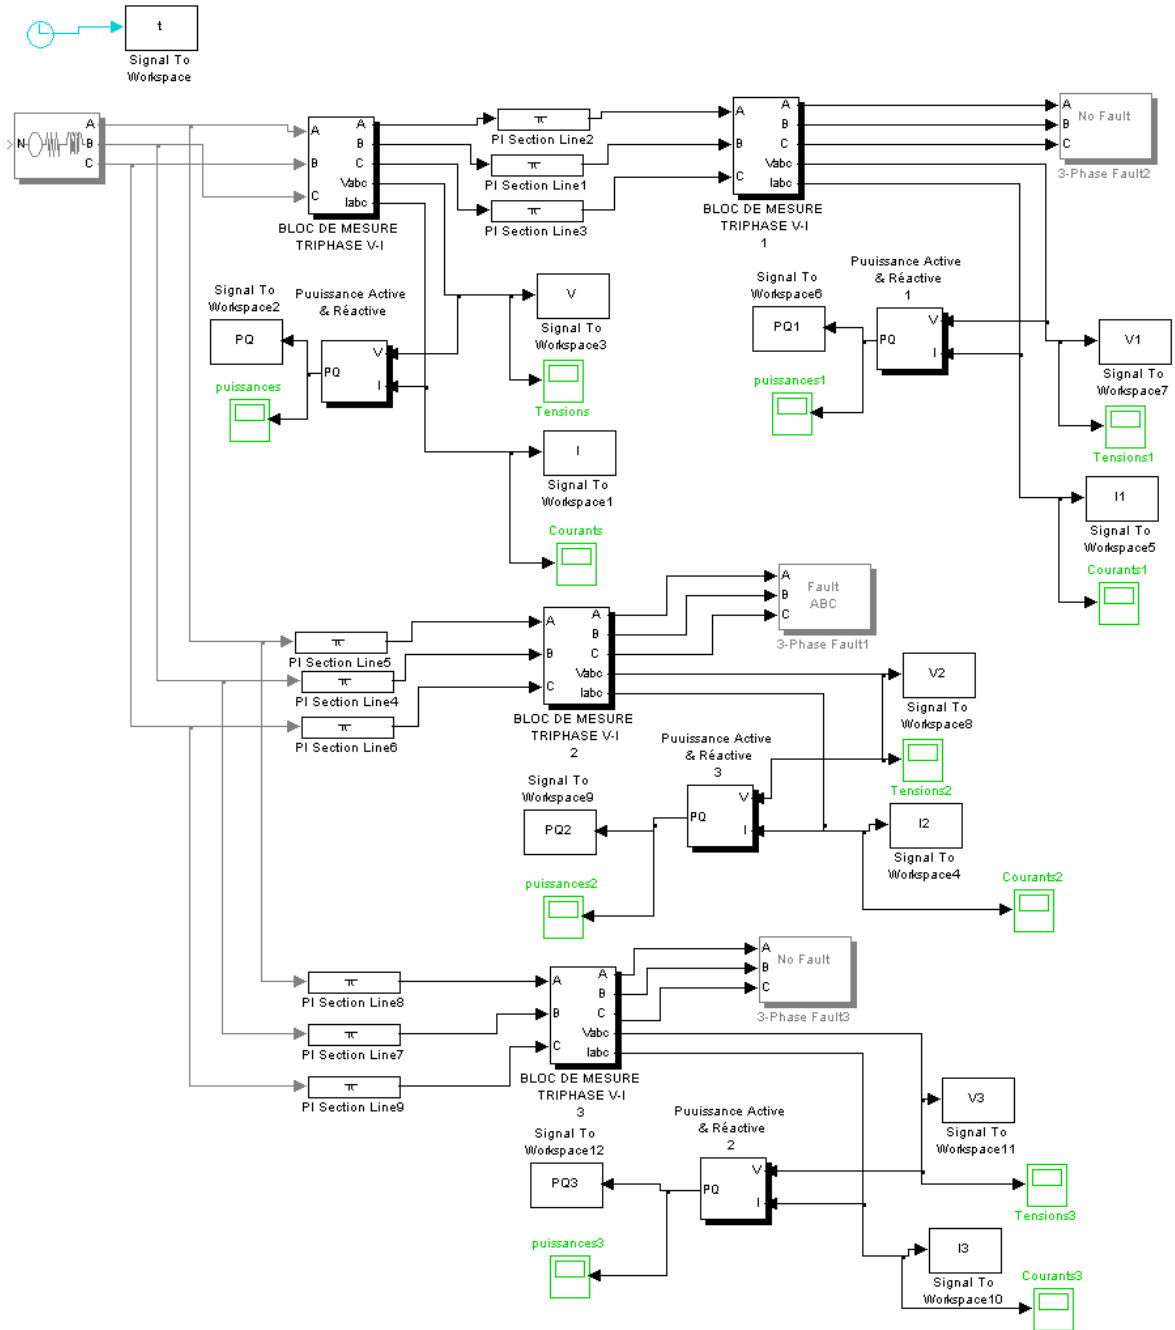 t
Signal To
Workspace
N
A
B
C
A
B
C
A
B
C
Vabc
Iabc
BLOC DE MESURE
TRIPHASE V-I
π
PI Section Line2
π
PI Section Line1
π
PI Section Line3
A
B
C
A
B
C
Vabc
Iabc
BLOC DE MESURE
TRIPHASE V-I
1
A
B
C
No Fault
3-Phase Fault2
Signal To
Workspace2
PQ
puissances
Puuissance Active
& Réactive
V
I
PQ
V
Signal To
Workspace3
Tensions
I
Signal To
Workspace1
Courants
Signal To
Workspace6
PQ1
puissances1
Puuissance Active
& Réactive
1
V
I
PQ
V1
Signal To
Workspace7
Tensions1
I1
Signal To
Workspace5
Courants1
π
PI Section Line5
π
PI Section Line4
π
PI Section Line6
A
B
C
A
B
C
Vabc
Iabc
BLOC DE MESURE
TRIPHASE V-I
2
A
B
C
Fault
ABC
3-Phase Fault1
V2
Signal To
Workspace8
Tensions2
Puuissance Active
& Réactive
3
V
I
PQ
Signal To
Workspace9
PQ2
puissances2
I2
Signal To
Workspace4
Courants2
π
PI Section Line8
π
PI Section Line7
π
PI Section Line9
A
B
C
A
B
C
Vabc
Iabc
BLOC DE MESURE
TRIPHASE V-I
3
A
B
C
No Fault
3-Phase Fault3
V3
Signal To
Workspace11
Tensions3
Puuissance Active
& Réactive
2
V
I
PQ
Signal To
Workspace12
PQ3
puissances3
I3
Signal To
Workspace10
Courants3